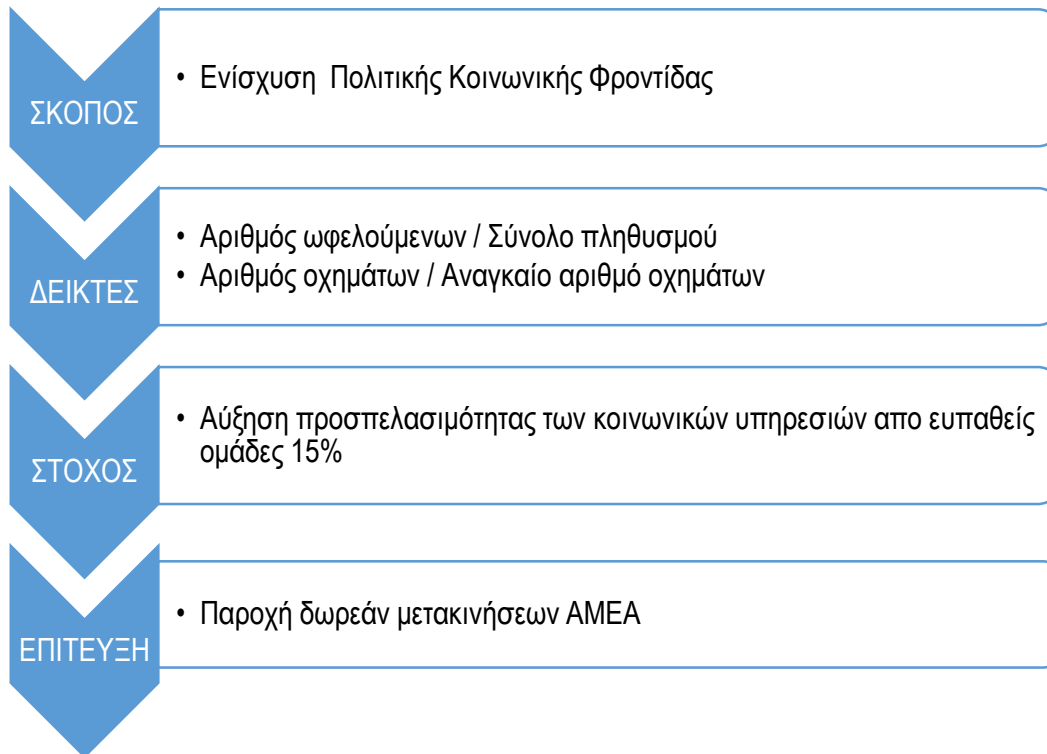 ΣΚΟΠΟΣ
• Ενίσχυση Πολιτικής Κοινωνικής Φροντίδας
ΔΕΙΚΤΕΣ
• Αριθμός ωφελούμενων / Σύνολο πληθυσμού
• Αριθμός οχημάτων / Αναγκαίο αριθμό οχημάτων
ΣΤΟΧΟΣ
• Αύξηση προσπελασιμότητας των κοινωνικών υπηρεσιών απο ευπαθείς
ομάδες 15%
ΕΠΙΤΕΥΞΗ
• Παροχή δωρεάν μετακινήσεων ΑΜΕΑ